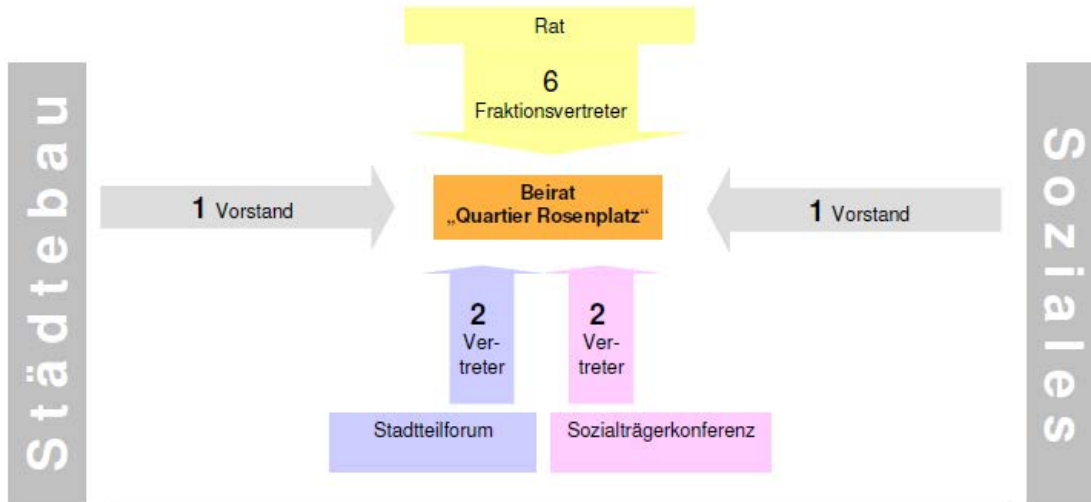 Rat
6
Fraktionsvertreter
Städtebau
1 Vorstand
Beirat
„Quartier Rosenplatz“
1 Vorstand
Soziales
2
Ver-
treter
2
Ver-
treter
Stadtteilforum
Sozialträgerkonferenz